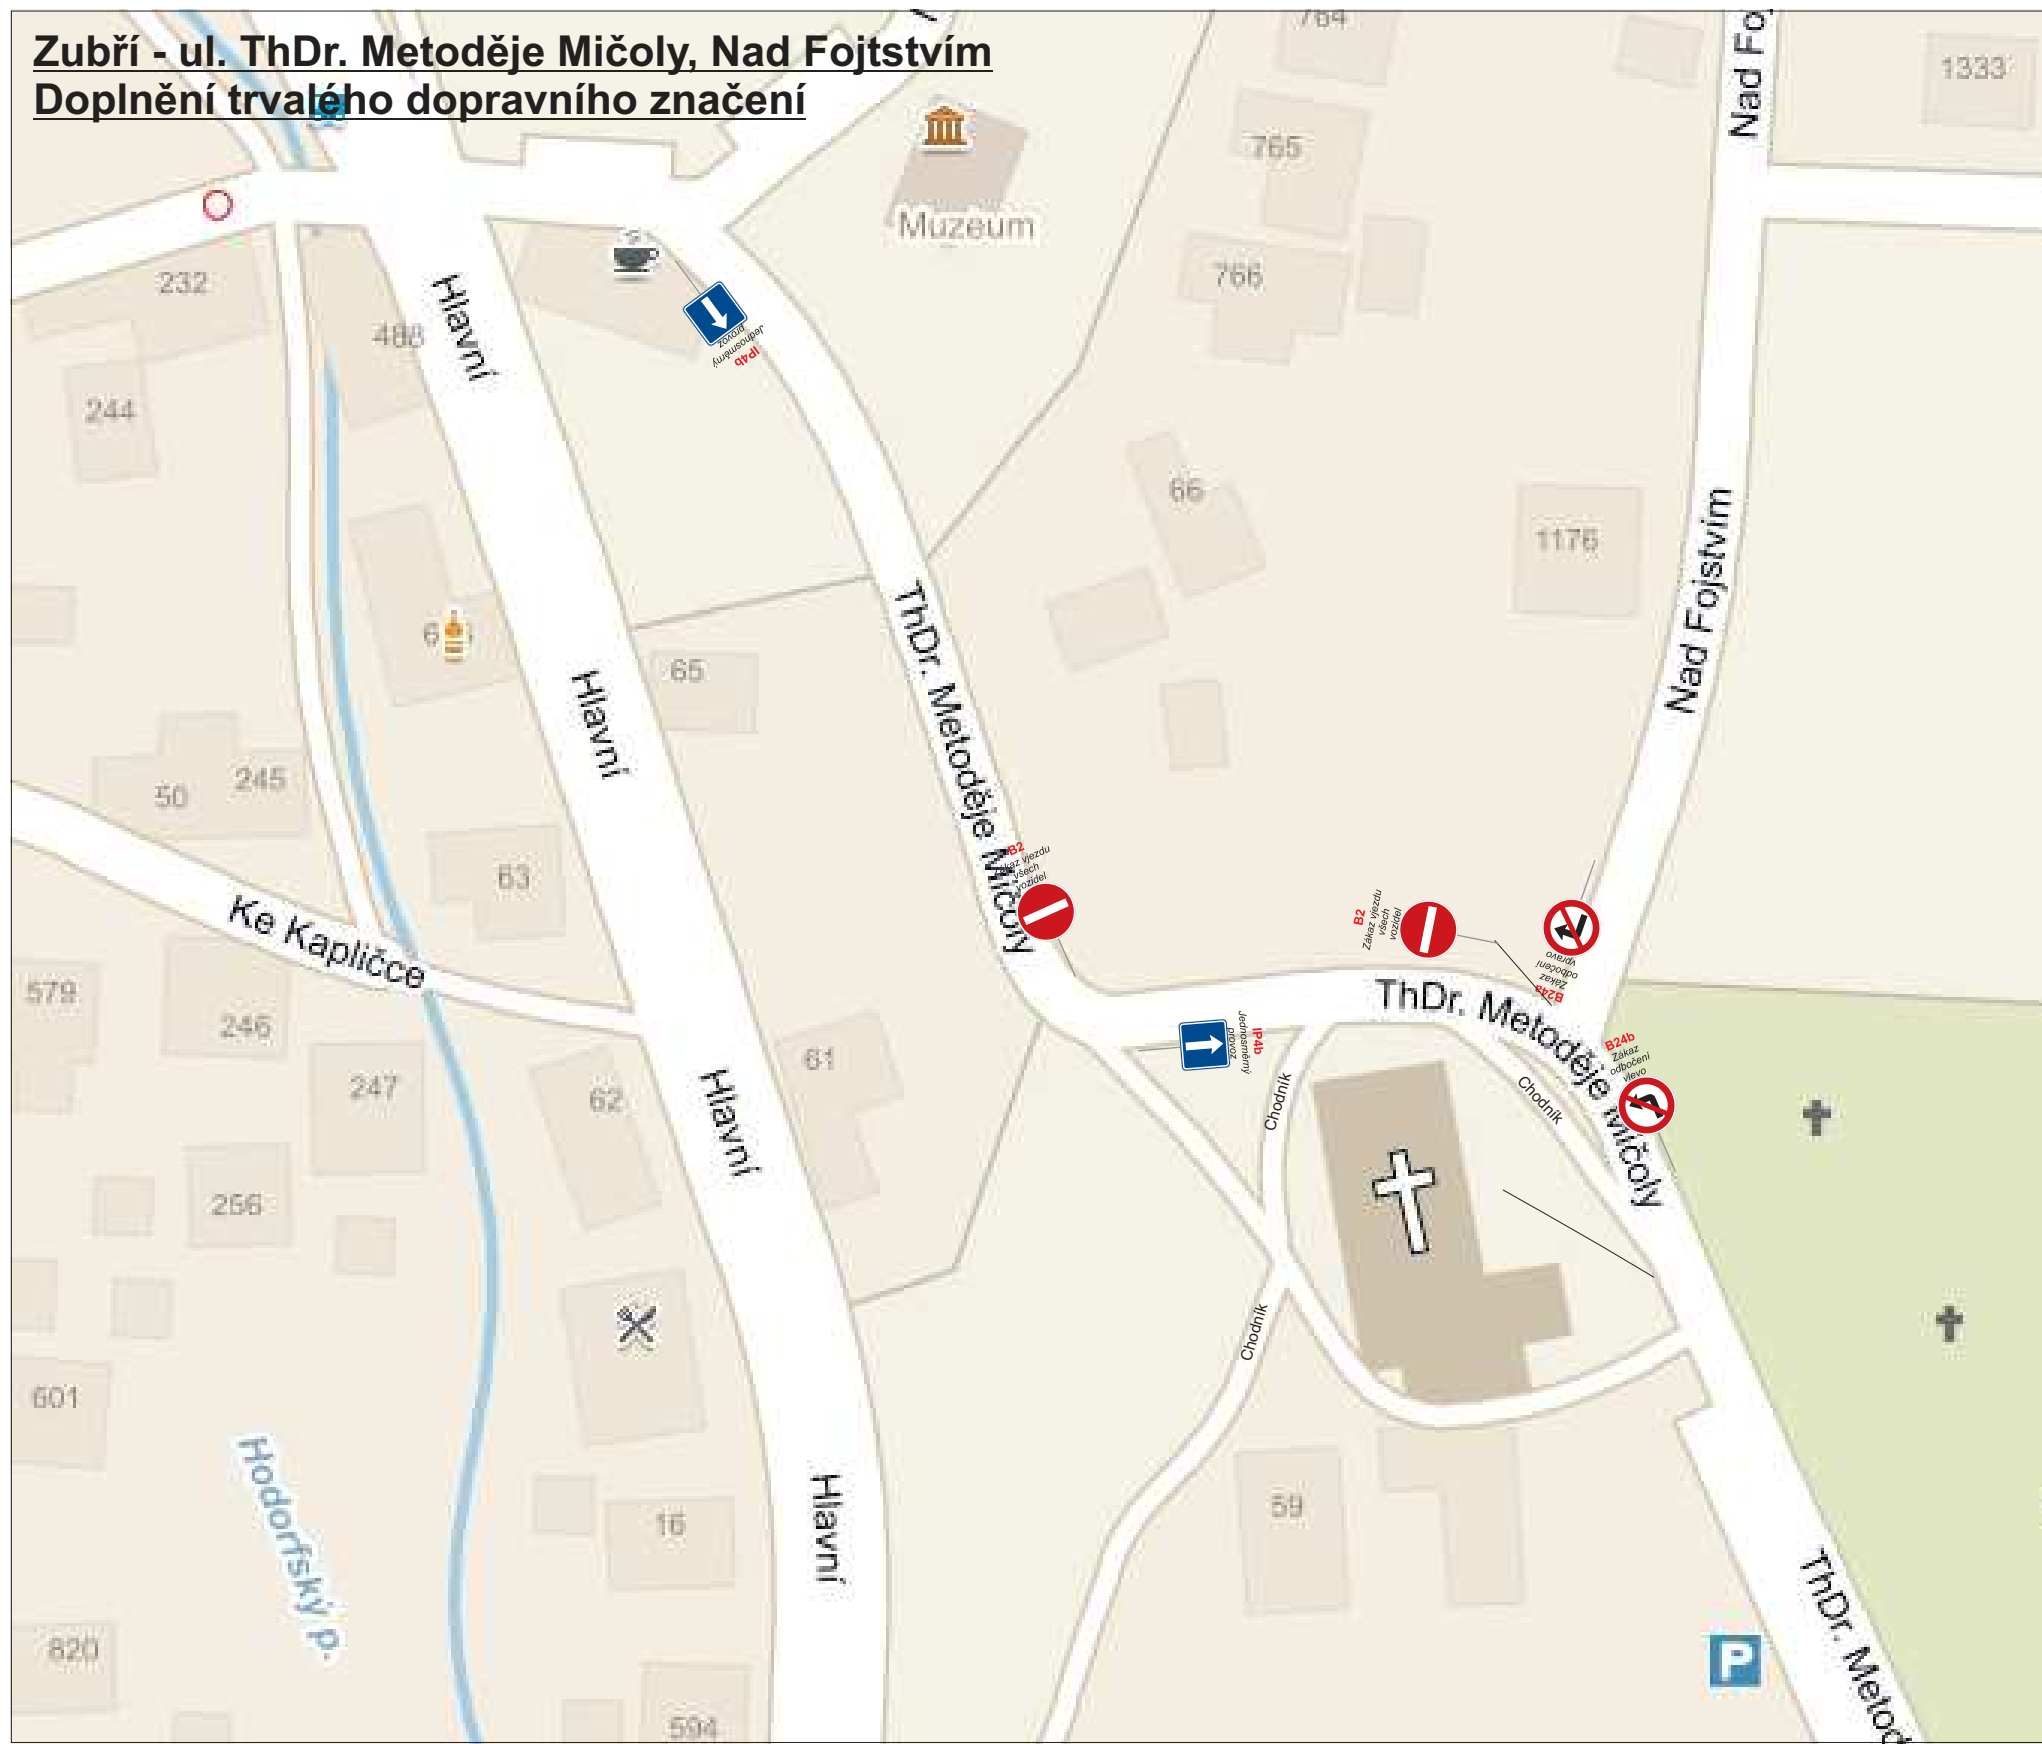 Zubří - ul. ThDr. Metoděje Mičoly, Nad Fojtstvím
Doplnění trvalého dopravního značení
764
Nad Foj
1333
765
Muzeum
232
766
Hlavní
488
Jednosměrný
provoz
IP4b
244
66
1176
Nad Fojstvím
ThDr. Metoděje Mičoly
65
Hlavní
245
50
63
B2
vjezdu
všech
vozidel
B2
Zákaz vjezdu
všech
vozidel
Ke Kapličce
B24a
Zákaz
odbočení
vpravo
579
246
ThDr. Metoděje Mičoly
IP4b
Jednosměrný
provoz
B24b
Zákaz
odbočení
vlevo
61
247
62
Hlavní
Chodník
Chodník
256
Chodník
601
Hodorfský p.
Hlavní
59
16
820
P
ThDr. Metod
594